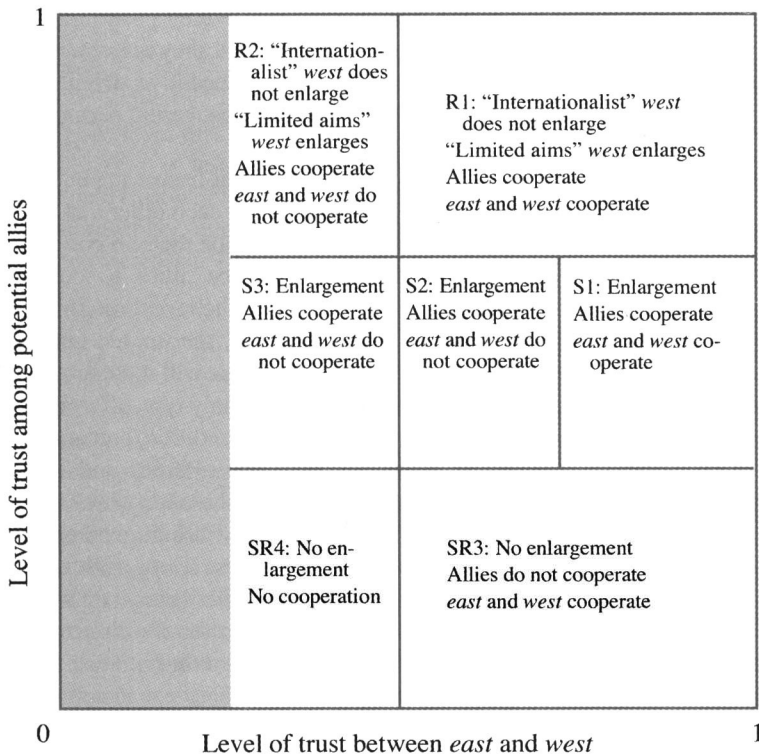 1
R2: “Internation-
alist” west does
not enlarge
“Limited aims”
west enlarges
Allies cooperate
east and west do
not cooperate
R1: “Internationalist” west
does not enlarge
“Limited aims” west enlarges
Allies cooperate
east and west cooperate
S3: Enlargement
Allies cooperate
east and west do
not cooperate
S2: Enlargement
Allies cooperate
east and west do
not cooperate
S1: Enlargement
Allies cooperate
east and west co-
operate
SR4: No en-
largement
No cooperation
SR3: No enlargement
Allies do not cooperate
east and west cooperate
Level of trust among potential allies
0
Level of trust between east and west
1